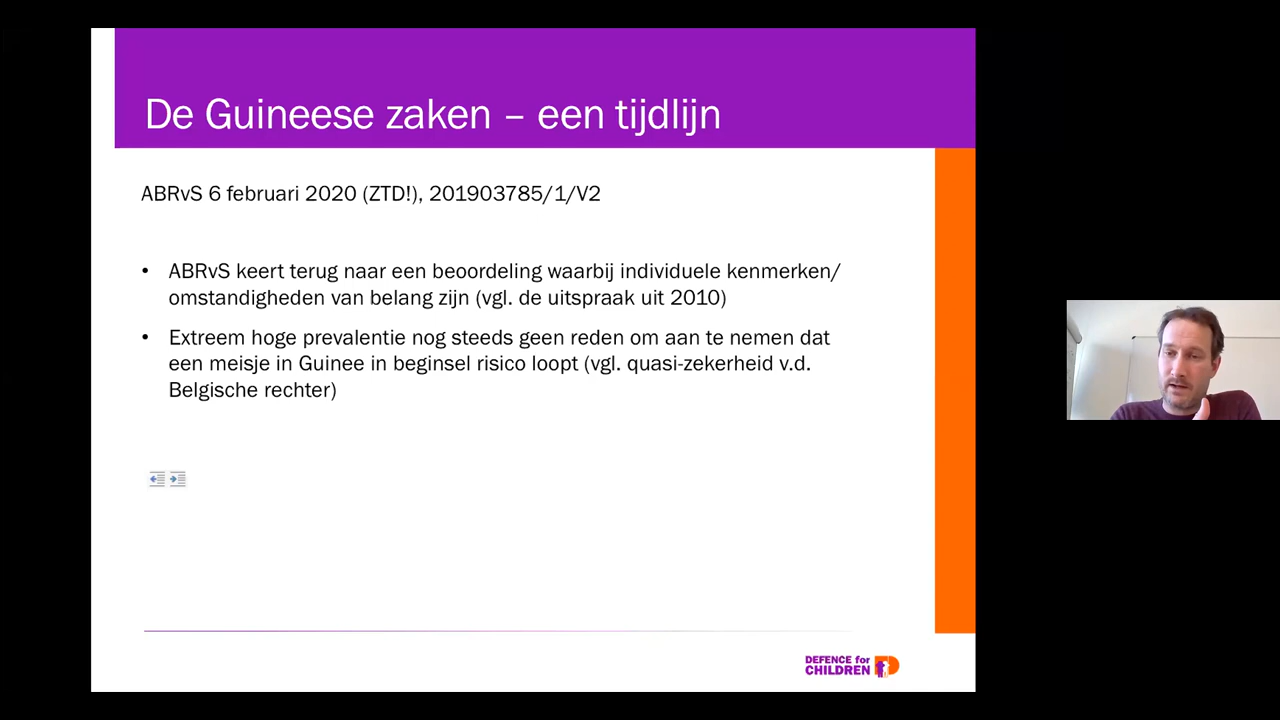 De Guineese zaken – een tijdlijn
ABRvS 6 februari 2020 (ZTD!), 201903785/1/V2
• ABRvS keert terug naar een beoordeling waarbij individuele kenmerken/
omstandigheden van belang zijn (vgl. de uitspraak uit 2010)
• Extreem hoge prevalentie nog steeds geen reden om aan te nemen dat
een meisje in Guinee in beginsel risico loopt (vgl. quasi-zekerheid v.d.
Belgische rechter)
DEFENCE for
CHILDREN